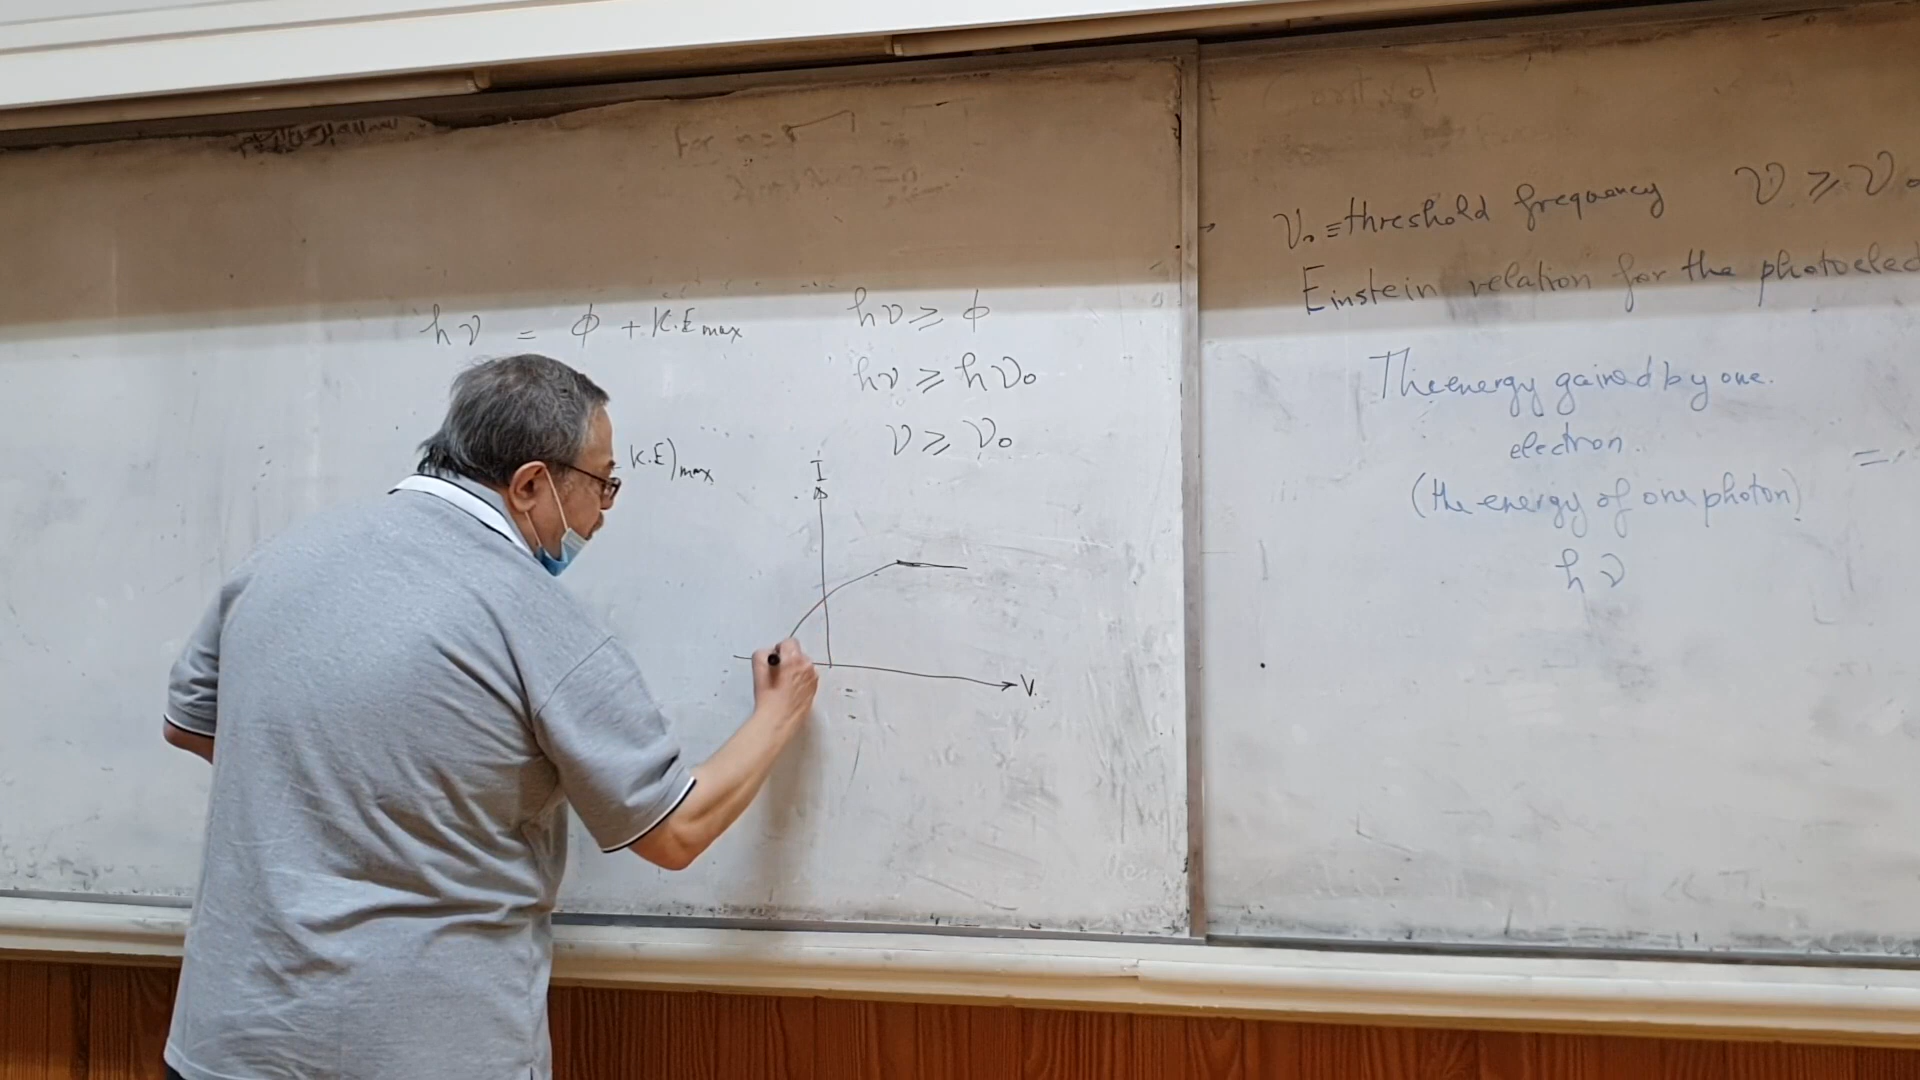 hν = ϕ + K.E max
hν ⩾ ϕ
hν ⩾ hν₀
ν ⩾ ν₀
K.E) max
I
V
ν₀ ≡ threshold frequency ν ⩾ ν₀
Einstein relation for the
The energy gained by one
electron.
(the energy of one photon)
=
hν